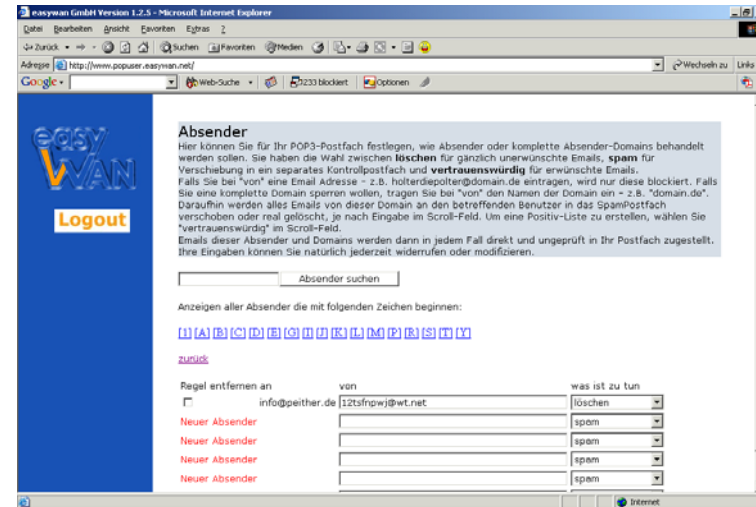 easywan GmbH Version 1.2.5 - Microsoft Internet Explorer
Datei Bearbeiten Ansicht Favoriten Extras ?
Zurück Suchen Favoriten Medien
Adresse http://www.popuser.easywan.net/ Wechseln zu Links
Google Web-Suche 3233 blockiert Optionen
easy
WAN
Logout
Absender
Hier können Sie für Ihr POP3-Postfach festlegen, wie Absender oder komplette Absender-Domains behandelt
werden sollen. Sie haben die Wahl zwischen löschen für gänzlich unerwünschte Emails, spam für
Verschiebung in ein separates Kontrollpostfach und vertrauenswürdig für erwünschte Emails.
Falls Sie bei "von" eine Email Adresse - z.B. holterdiepolter@domain.de eintragen, wird nur diese blockiert. Falls
Sie eine komplette Domain sperren wollen, tragen Sie bei "von" den Namen der Domain ein - z.B. "domain.de".
Daraufhin werden alles Emails von dieser Domain an den betreffenden Benutzer in das SpamPostfach
verschoben oder real gelöscht, je nach Eingabe im Scroll-Feld. Um eine Positiv-Liste zu erstellen, wählen Sie
"vertrauenswürdig" im Scroll-Feld.
Emails dieser Absender und Domains werden dann in jedem Fall direkt und ungeprüft in Ihr Postfach zugestellt.
Ihre Eingaben können Sie natürlich jederzeit widerrufen oder modifizieren.
Absender suchen
Anzeigen aller Absender die mit folgenden Zeichen beginnen:
[1] [A] [B] [C] [D] [E] [G] [I] [J] [K] [L] [M] [P] [R] [S] [T] [Y]
zurück
Regel entfernen an von was ist zu tun
info@peither.de 12tsfnpwj@wt.net löschen
Neuer Absender spam
Neuer Absender spam
Neuer Absender spam
Neuer Absender spam
Internet